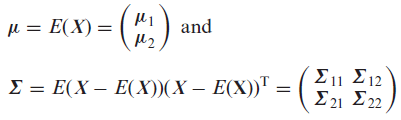 μ = E(X) = ( μ1 μ2 ) and
Σ = E(X − E(X))(X − E(X))ᵀ = ( Σ11 Σ12 Σ21 Σ22 )